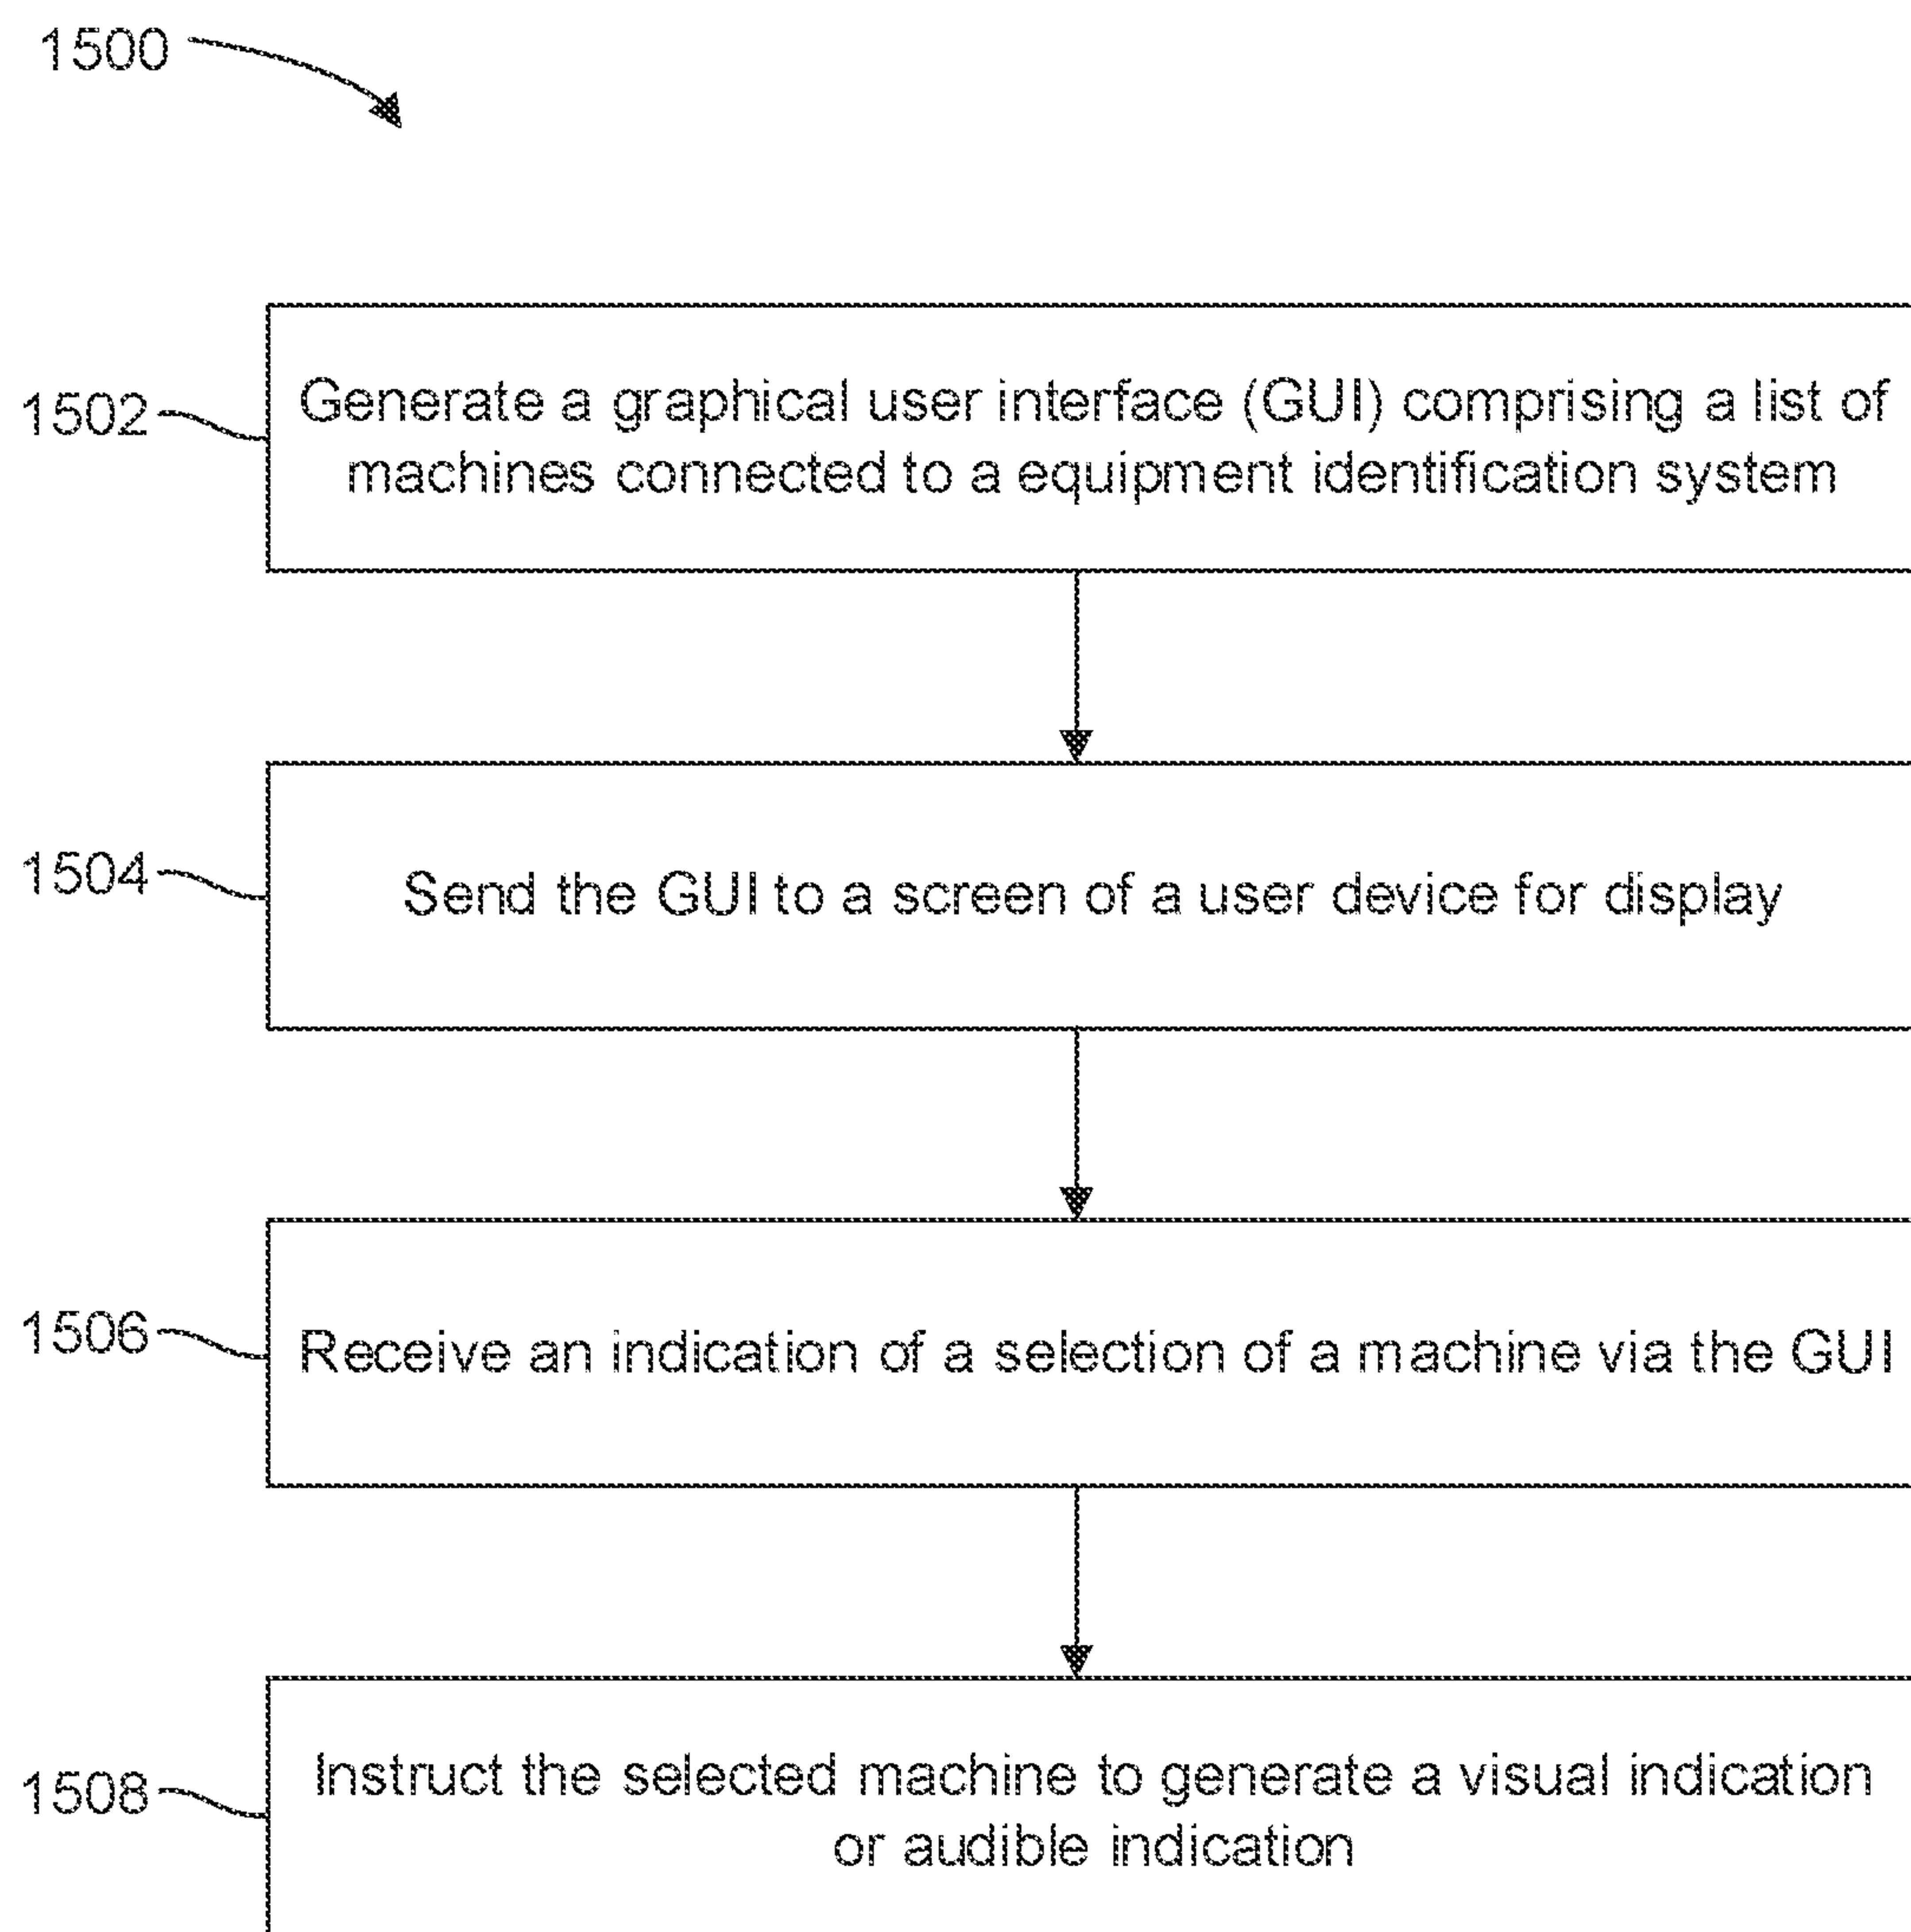 1500
1502
Generate a graphical user interface (GUI) comprising a list of
machines connected to a equipment identification system
1504
Send the GUI to a screen of a user device for display
1506
Receive an indication of a selection of a machine via the GUI
1508
Instruct the selected machine to generate a visual indication
or audible indication